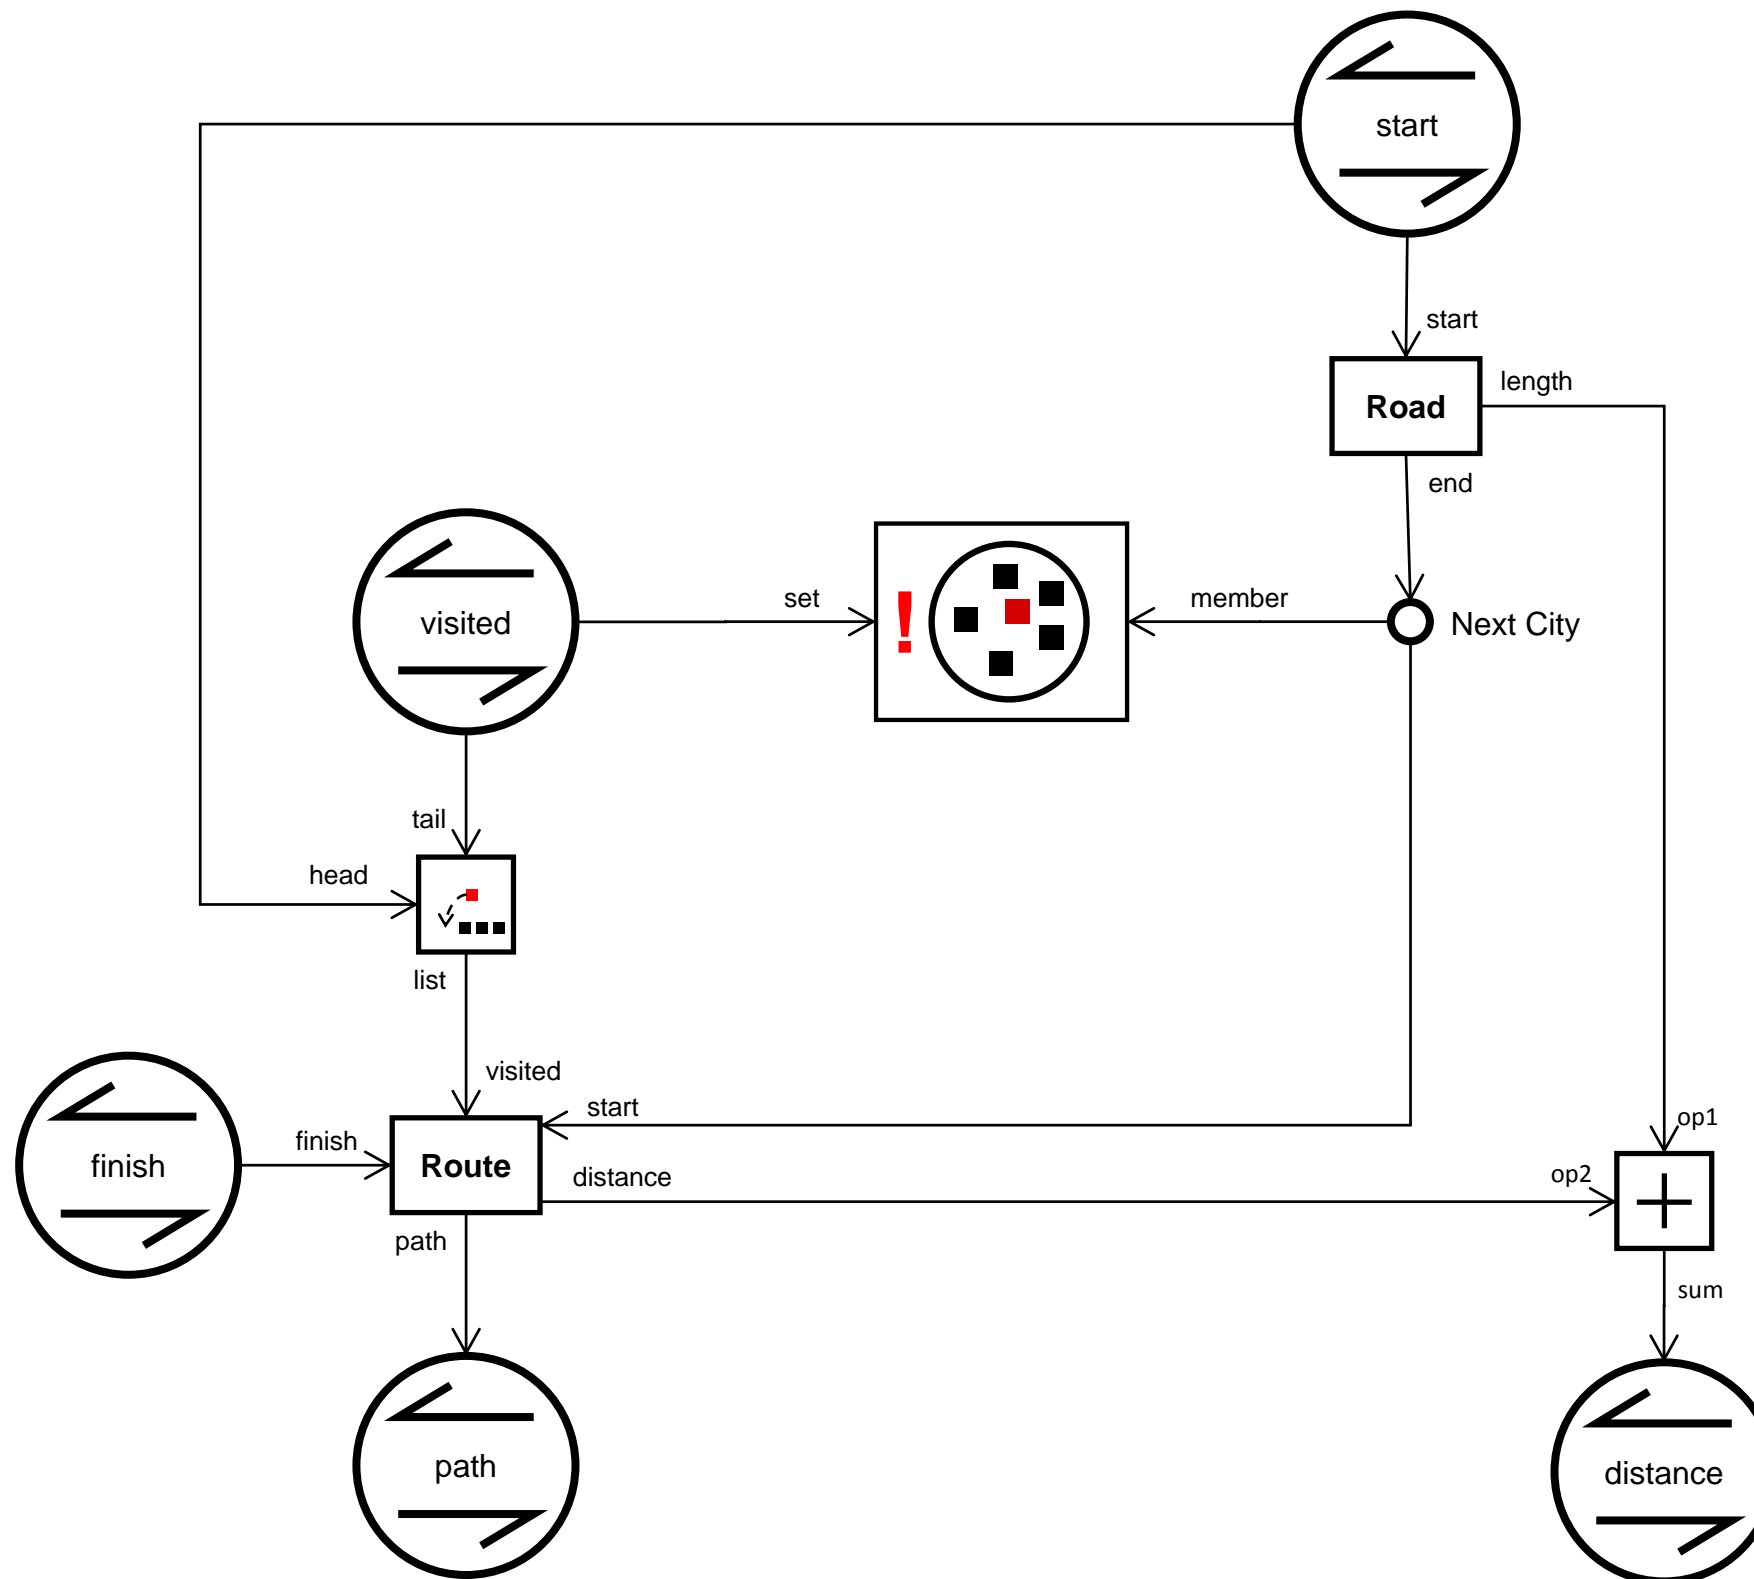 start
start
Road
length
end
visited
set
!
member
Next City
tail
head
list
visited
start
op1
finish
finish
Route
distance
op2
+
path
sum
path
distance